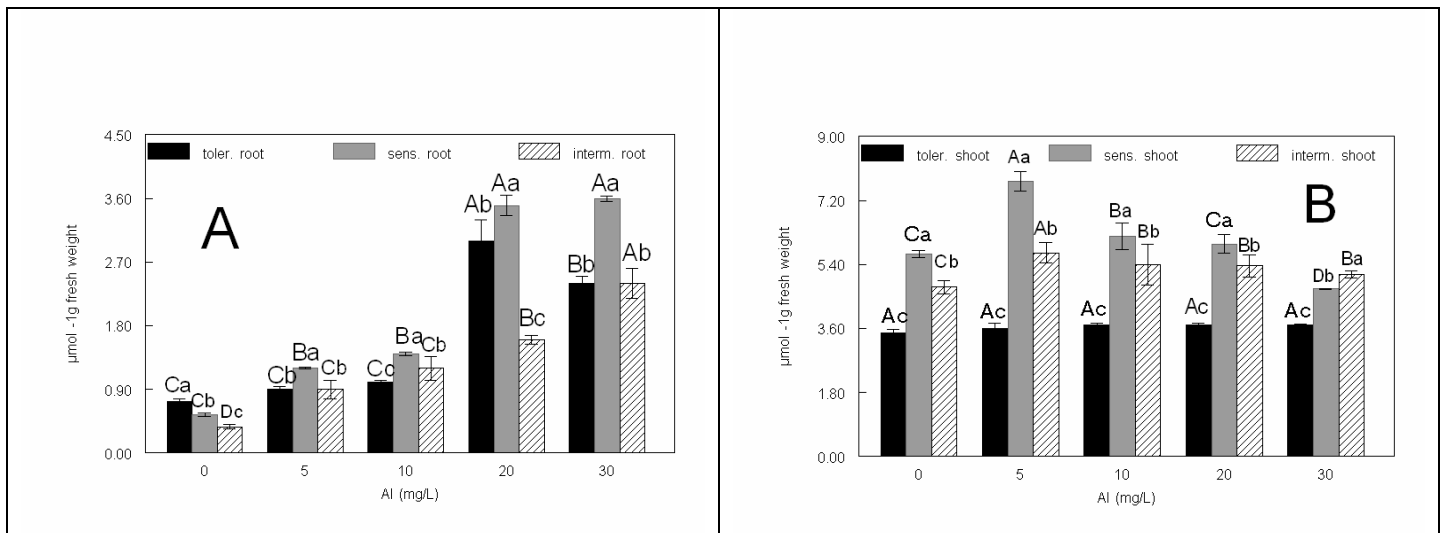 4.50
3.60
2.70
1.80
0.90
0.00
µmol -1g fresh weight
toler. root sens. root interm. root
A
Ca Cb Dc
Cb Ba Cb
Cc Ba Cb
Ab Aa Bc
Bb Aa Ab
0 5 10 20 30
Al (mg/L)
9.00
7.20
5.40
3.60
1.80
0.00
µmol -1g fresh weight
toler. shoot sens. shoot interm. shoot
B
Ac Ca Cb
Ac Aa Ab
Ac Ba Bb
Ac Ca Bb
Ac Db Ba
0 5 10 20 30
Al (mg/L)